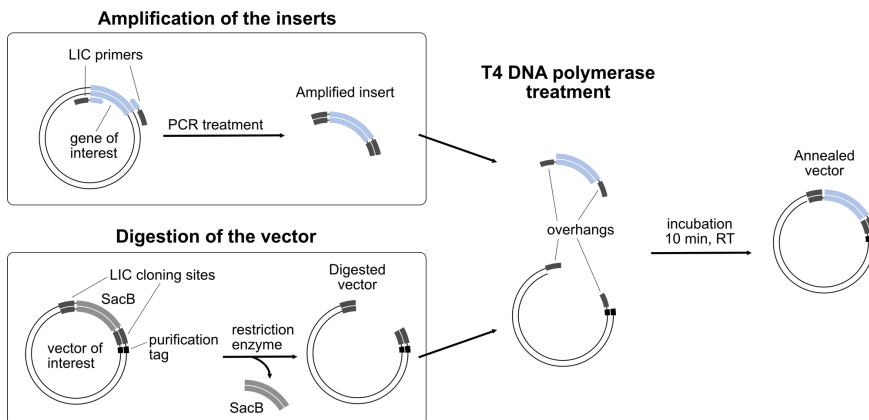 Amplification of the inserts
LIC primers
gene of
interest
PCR treatment
Amplified insert
Digestion of the vector
LIC cloning sites
SacB
vector of
interest
purification
tag
restriction
enzyme
SacB
Digested
vector
T4 DNA polymerase
treatment
overhangs
incubation
10 min, RT
Annealed
vector